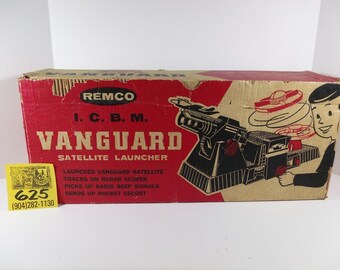 VANGUARD
REMCO
I. C. B. M.
VANGUARD
SATELLITE LAUNCHER
LAUNCHES VANGUARD SATELLITE
TRACKS ON RADAR SCREEN
PICKS UP RADIO BEEP SIGNALS
SENDS UP ROCKET ESCORT
625
(904)282-1130